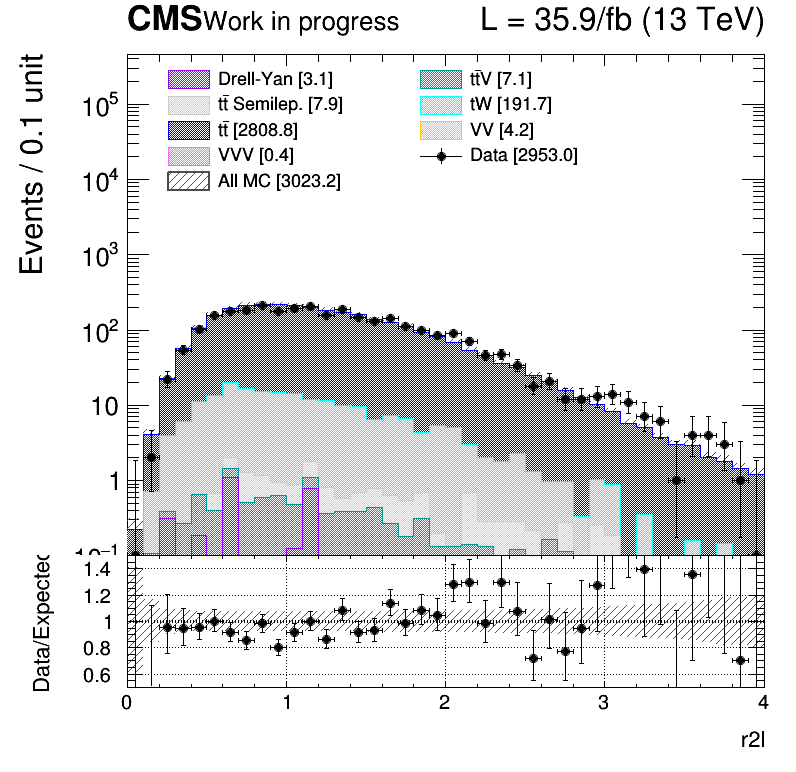 CMS Work in progress L = 35.9/fb (13 TeV)
Events / 0.1 unit
Drell-Yan [3.1] tt̄V [7.1]
tt̄ Semilep. [7.9] tW [191.7]
tt̄ [2808.8] VV [4.2]
VVV [0.4] Data [2953.0]
All MC [3023.2]
10⁵
10⁴
10³
10²
10
1
10⁻¹
Data/Expected
1.4
1.2
1
0.8
0.6
0 1 2 3 4
r2l